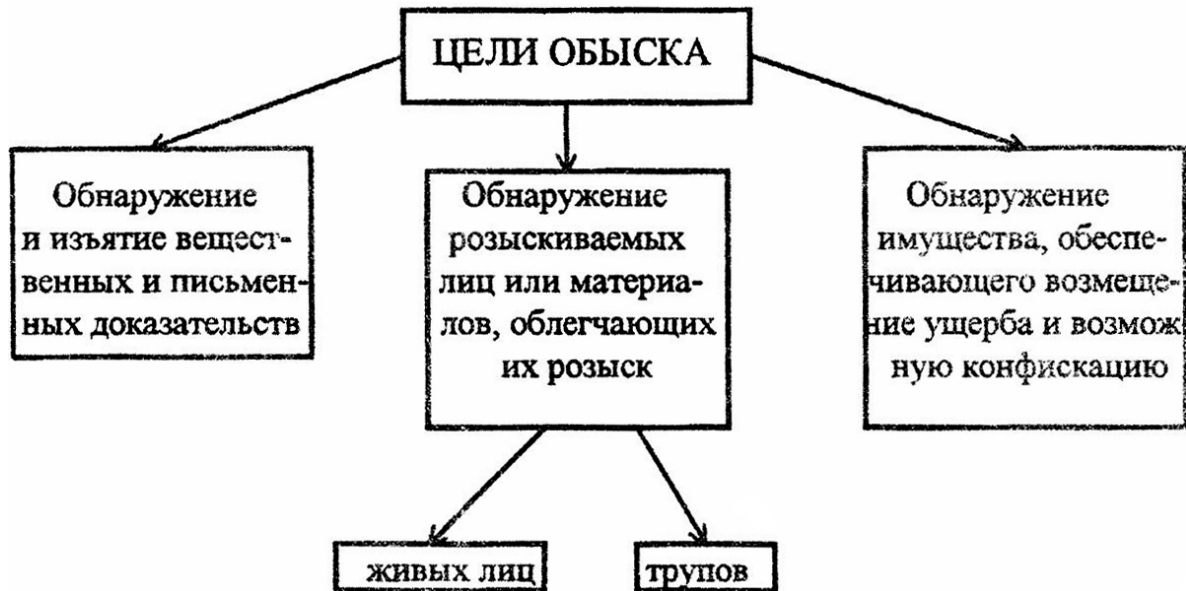 ЦЕЛИ ОБЫСКА
Обнаружение
и изъятие вещест-
венных и письмен-
ных доказательств
Обнаружение
розыскиваемых
лиц или материа-
лов, облегчающих
их розыск
Обнаружение
имущества, обеспе-
чивающего возмеще-
ние ущерба и возмож
ную конфискацию
живых лиц
трупов